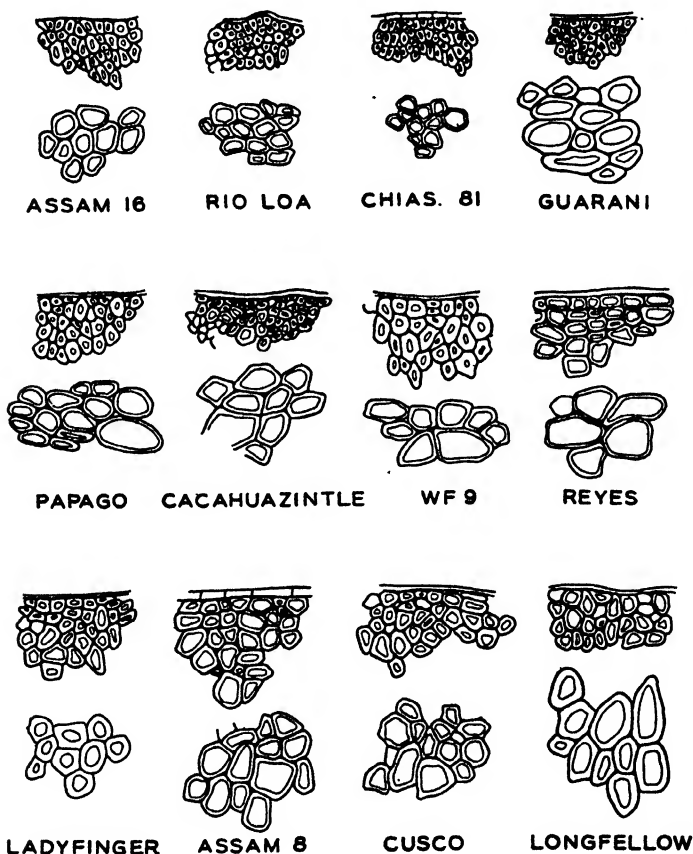 ASSAM 16 RIO LOA CHIAS. 81 GUARANI
PAPAGO CACAHUAZINTLE WF 9 REYES
LADYFINGER ASSAM 8 CUSCO LONGFELLOW